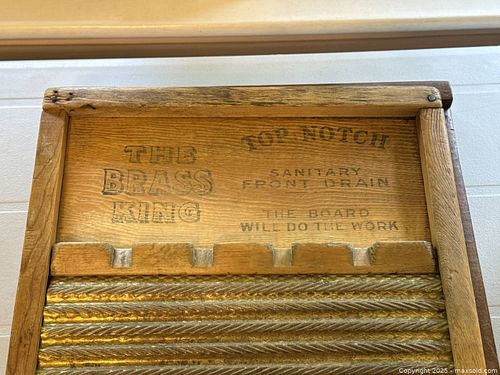 THE
BRASS
KING
TOP NOTCH
SANITARY
FRONT DRAIN
THE BOARD
WILL DO THE WORK
Copyright 2025 - maxsold.com